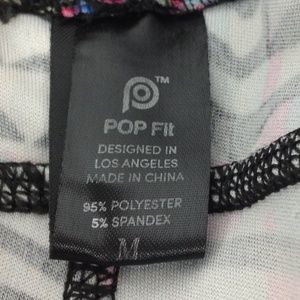 TM
POP Fit
DESIGNED IN
LOS ANGELES
MADE IN CHINA
95% POLYESTER
5% SPANDEX
M